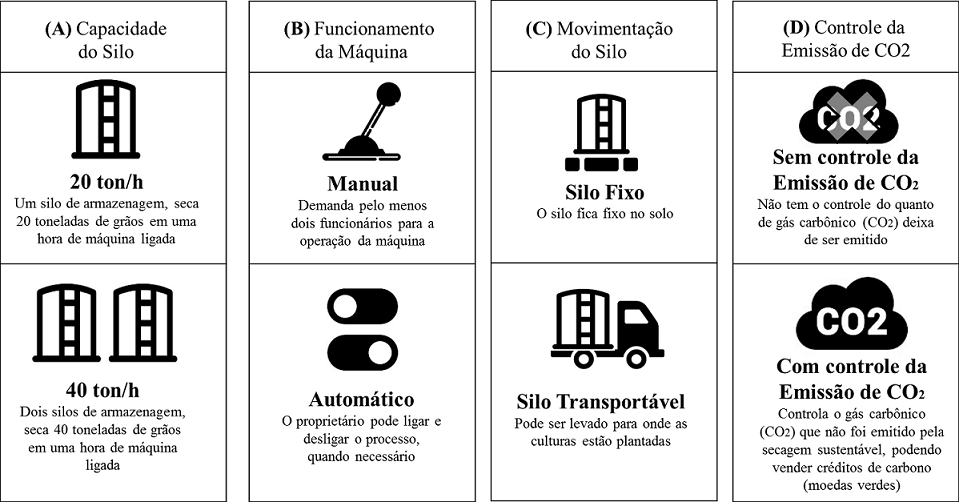 (A) Capacidade
do Silo
20 ton/h
Um silo de armazenagem, seca
20 toneladas de grãos em uma
hora de máquina ligada
40 ton/h
Dois silos de armazenagem,
seca 40 toneladas de grãos
em uma hora de máquina
ligada
(B) Funcionamento
da Máquina
Manual
Demanda pelo menos
dois funcionários para a
operação da máquina
Automático
O proprietário pode ligar e
desligar o processo,
quando necessário
(C) Movimentação
do Silo
Silo Fixo
O silo fica fixo no solo
Silo Transportável
Pode ser levado para onde as
culturas estão plantadas
(D) Controle da
Emissão de CO2
CO2
Sem controle da
Emissão de CO2
Não tem o controle do quanto
de gás carbônico (CO2) deixa
de ser emitido
CO2
Com controle da
Emissão de CO2
Controla o gás carbônico
(CO2) que não foi emitido pela
secagem sustentável, podendo
vender créditos de carbono
(moedas verdes)